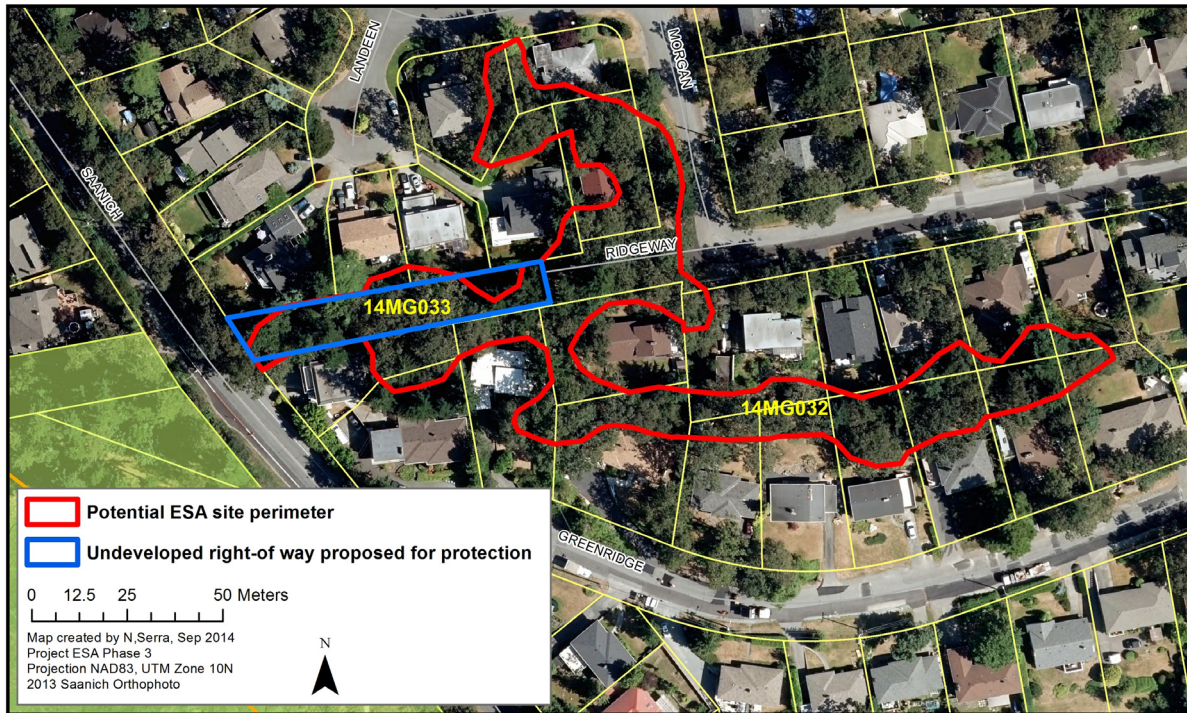 LANDEEN
MORGAN
SAANICH
RIDGEWAY
14MG033
14MG032
GREENRIDGE
Potential ESA site perimeter
Undeveloped right-of way proposed for protection
0 12.5 25 50 Meters
Map created by N,Serra, Sep 2014
Project ESA Phase 3
Projection NAD83, UTM Zone 10N
2013 Saanich Orthophoto
N